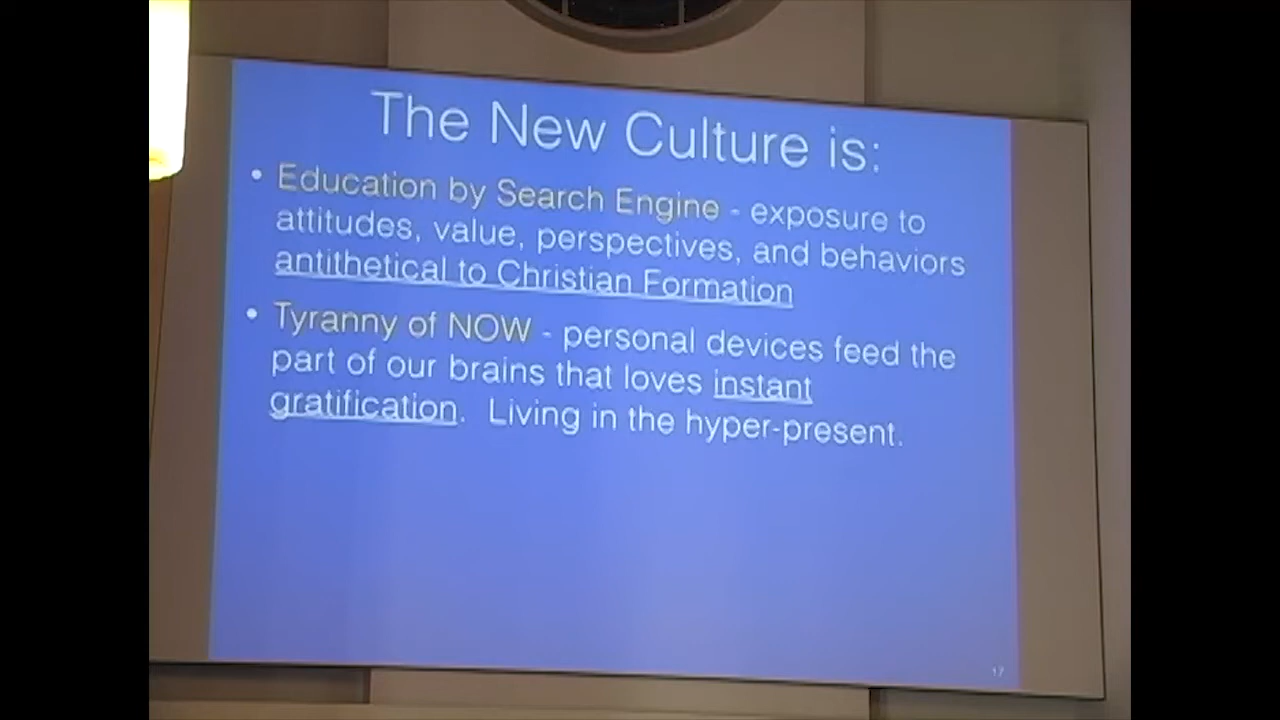 The New Culture is:
• Education by Search Engine - exposure to
attitudes, value, perspectives, and behaviors
antithetical to Christian Formation
• Tyranny of NOW - personal devices feed the
part of our brains that loves instant
gratification. Living in the hyper-present.
17